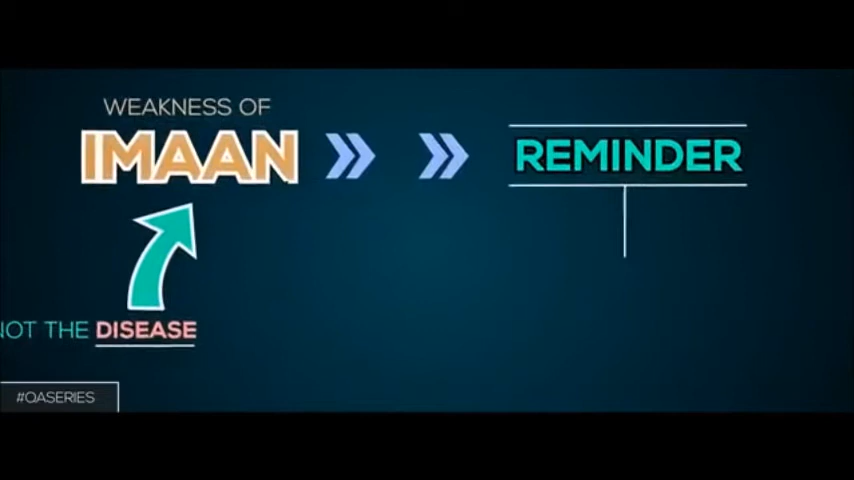 WEAKNESS OF
IMAAN
REMINDER
NOT THE DISEASE
#QASERIES